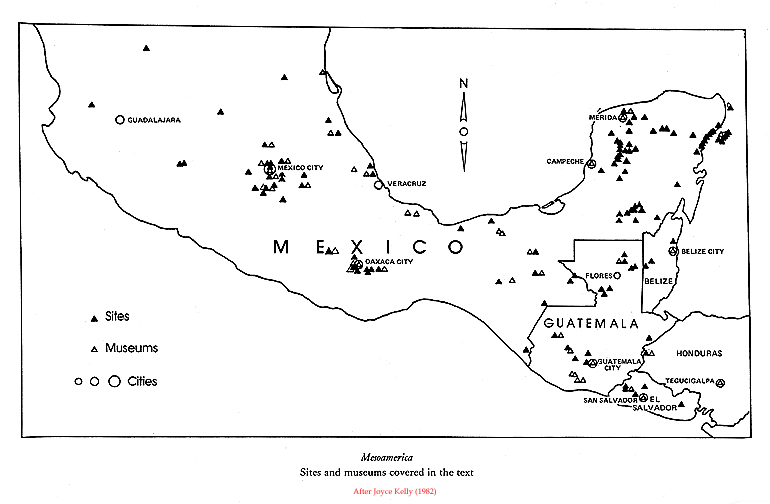 N
GUADALAJARA
MERIDA
MEXICO CITY
CAMPECHE
VERACRUZ
MEXICO
OAXACA CITY
BELIZE CITY
FLORES
BELIZE
GUATEMALA
Sites
Museums
Cities
HONDURAS
GUATEMALA
CITY
TEGUCIGALPA
SAN SALVADOR
EL
SALVADOR
Mesoamerica
Sites and museums covered in the text
After Joyce Kelly (1982)